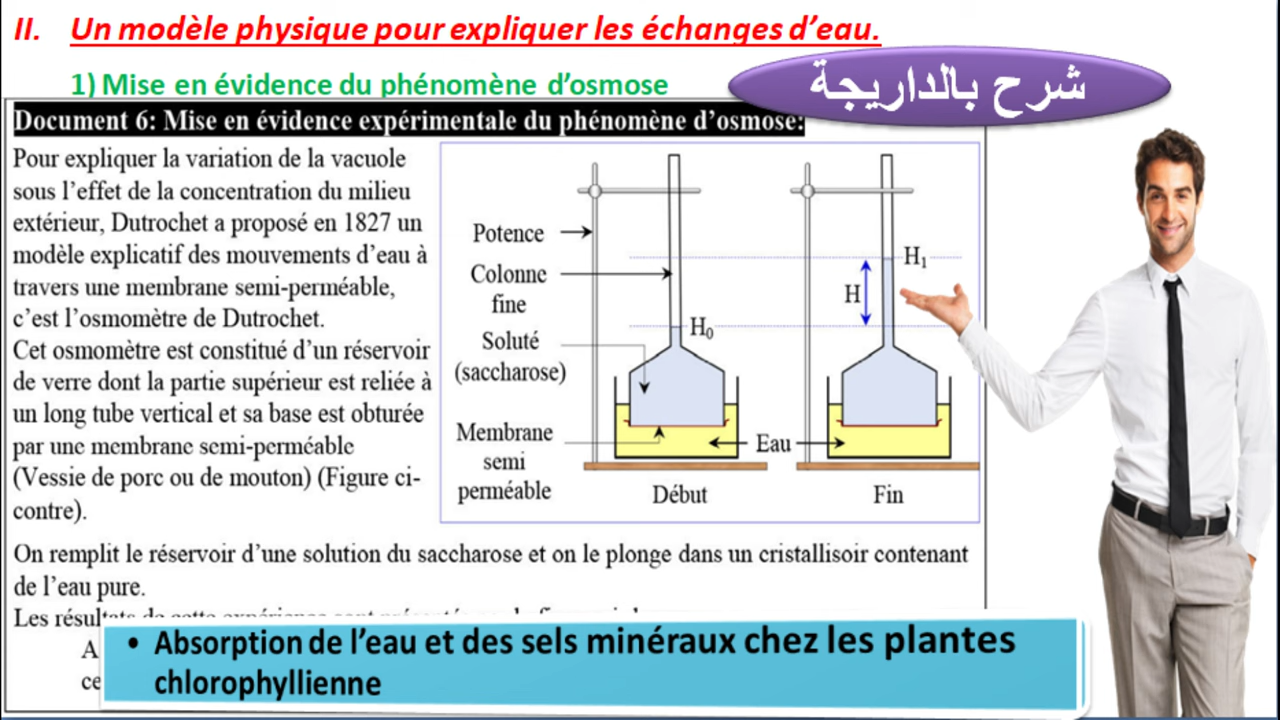 II. Un modèle physique pour expliquer les échanges d'eau.
1) Mise en évidence du phénomène d'osmose
شرح بالداريجة
Document 6: Mise en évidence expérimentale du phénomène d'osmose:
Pour expliquer la variation de la vacuole
sous l'effet de la concentration du milieu
extérieur, Dutrochet a proposé en 1827 un
modèle explicatif des mouvements d'eau à
travers une membrane semi-perméable,
c'est l'osmomètre de Dutrochet.
Cet osmomètre est constitué d'un réservoir
de verre dont la partie supérieur est reliée à
un long tube vertical et sa base est obturée
par une membrane semi-perméable
(Vessie de porc ou de mouton) (Figure ci-
contre).
Potence
Colonne
fine
Soluté
(saccharose)
Membrane
semi
perméable
H₀
H₁
H
Eau
Début
Fin
On remplit le réservoir d'une solution du saccharose et on le plonge dans un cristallisoir contenant
de l'eau pure.
Les
• Absorption de l'eau et des sels minéraux chez les plantes
chlorophyllienne